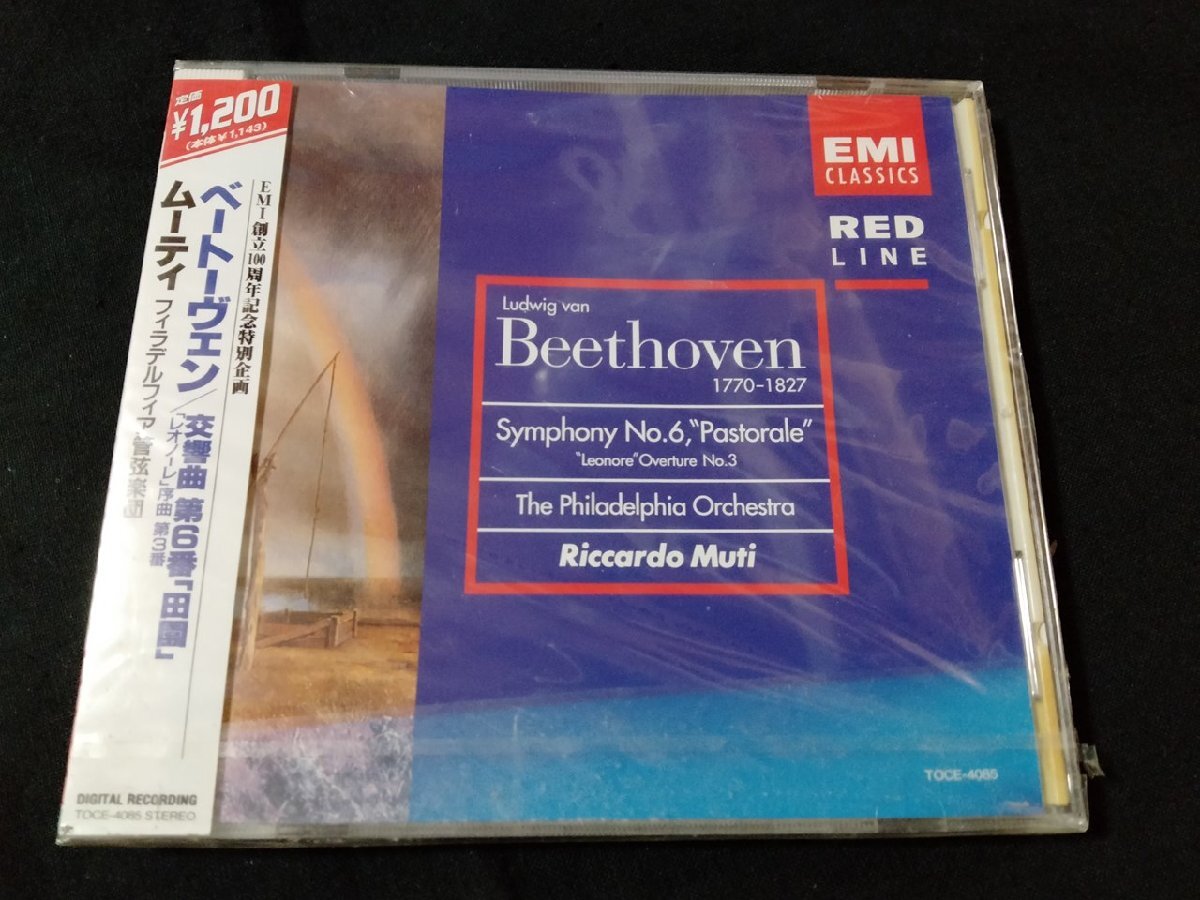 定価
¥1,200
(本体¥1,143)
EMI創立100周年記念特別企画
ベートーヴェン/交響曲 第6番「田園」
「レオノーレ」序曲 第3番
ムーティ フィラデルフィア管弦楽団
DIGITAL RECORDING
TOCE-4085 STEREO
EMI
CLASSICS
RED
LINE
Ludwig van
Beethoven
1770-1827
Symphony No.6, "Pastorale"
"Leonore" Overture No.3
The Philadelphia Orchestra
Riccardo Muti
TOCE-4085